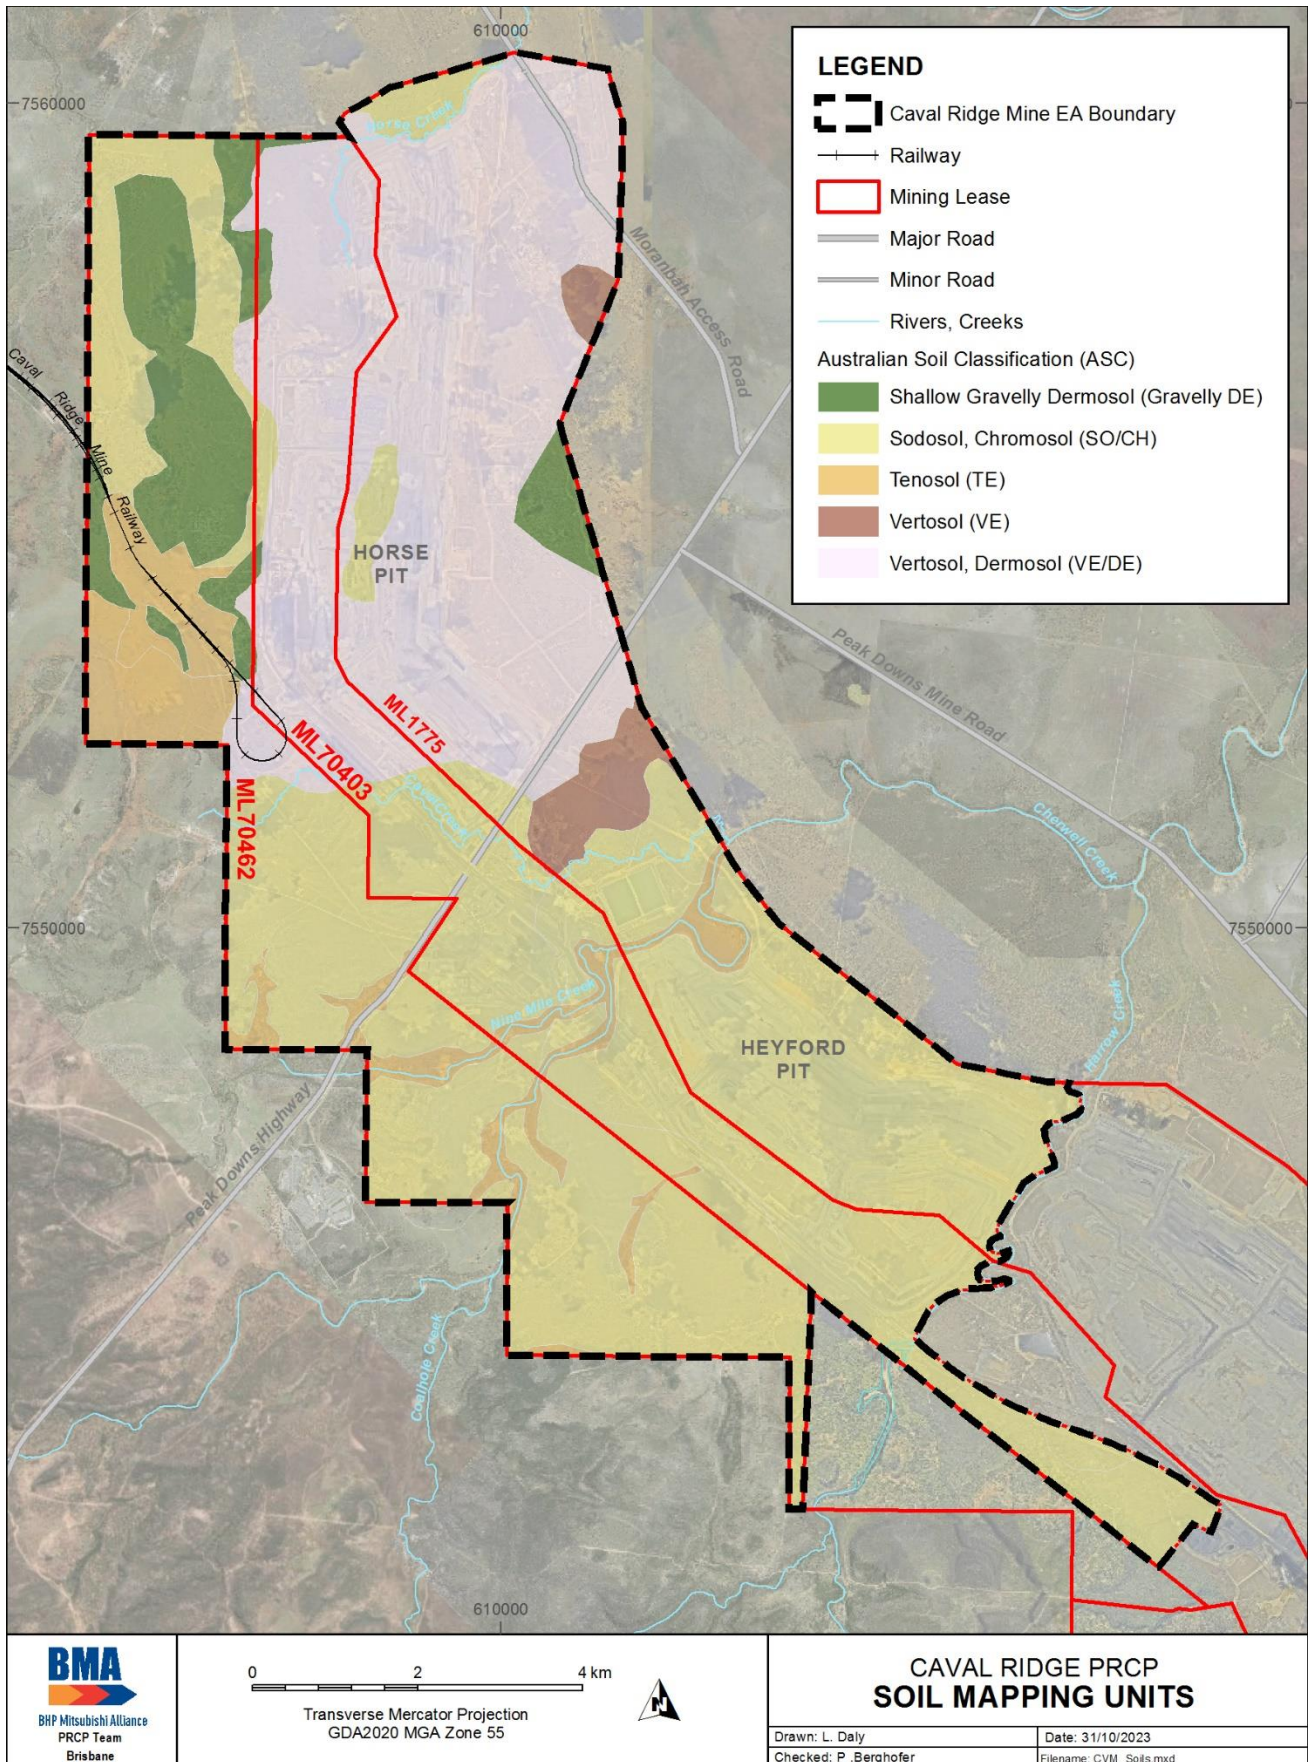 610000
7560000
LEGEND
Caval Ridge Mine EA Boundary
Railway
Mining Lease
Major Road
Minor Road
Rivers, Creeks
Australian Soil Classification (ASC)
Shallow Gravelly Dermosol (Gravelly DE)
Sodosol, Chromosol (SO/CH)
Tenosol (TE)
Vertosol (VE)
Vertosol, Dermosol (VE/DE)
Horse Creek
Moranbah Access Road
Caval Ridge Mine Railway
HORSE
PIT
Peak Downs Mine Road
ML1775
ML70403
ML70462
Cherwell Creek
7550000
7550000
Nine Mile Creek
HEYFORD
PIT
Harrow Creek
Peak Downs Highway
Coalhole Creek
610000
BMA
BHP Mitsubishi Alliance
PRCP Team
Brisbane
0 2 4 km
Transverse Mercator Projection
GDA2020 MGA Zone 55
N
CAVAL RIDGE PRCP
SOIL MAPPING UNITS
Drawn: L. Daly
Date: 31/10/2023
Checked: P .Berghofer
Filename: CVM_Soils.mxd